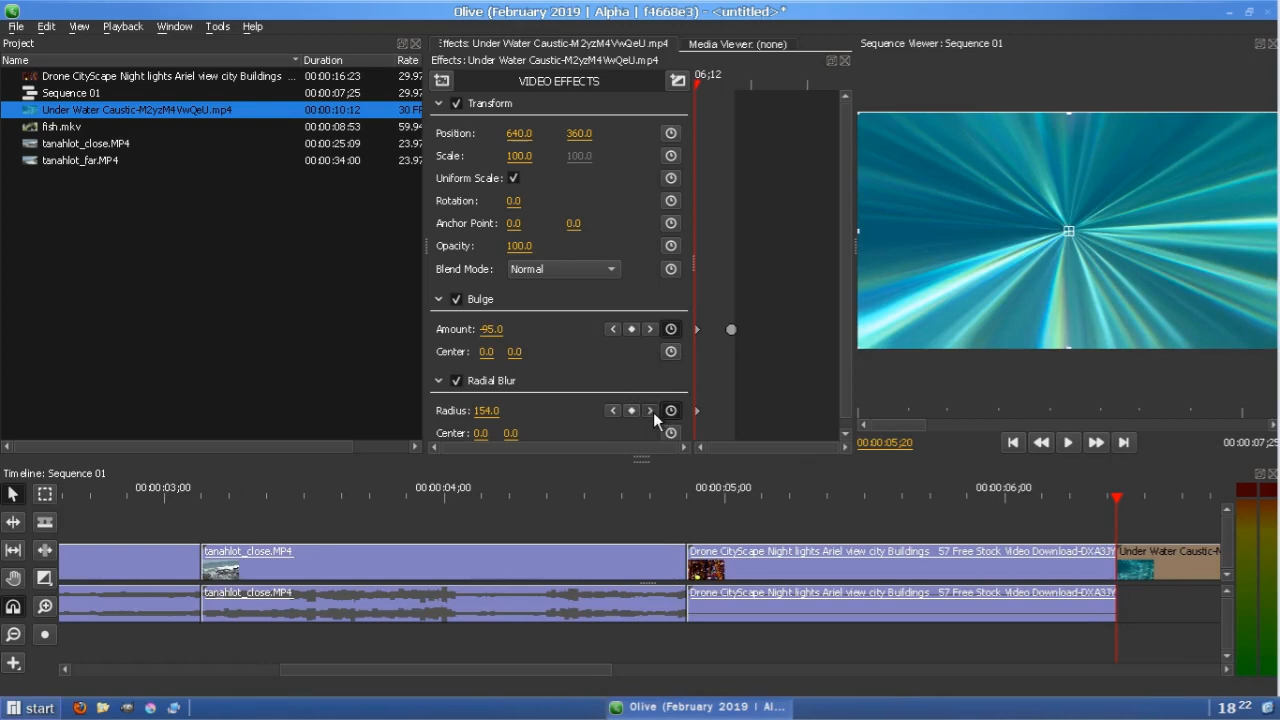 Olive (February 2019 | Alpha | f4668e3) - <untitled>*
File Edit View Playback Window Tools Help
Project
Effects: Under Water Caustic-M2yzM4VwQeU.mp4
Media Viewer: (none)
Sequence Viewer: Sequence 01
Name Duration Rate
Effects: Under Water Caustic-M2yzM4VwQeU.mp4
Drone CityScape Night lights Ariel view city Buildings ... 00:00:16;23 29.97
VIDEO EFFECTS
06;12
Sequence 01 00:00:07;25 29.97
Under Water Caustic-M2yzM4VwQeU.mp4 00:00:10;12 30 FP
fish.mkv 00:00:08;53 59.94
tanahlot_close.MP4 00:00:25:09 23.97
tanahlot_far.MP4 00:00:34:00 23.97
Transform
Position: 640.0 360.0
Scale: 100.0 100.0
Uniform Scale:
Rotation: 0.0
Anchor Point: 0.0 0.0
Opacity: 100.0
Blend Mode: Normal
Bulge
Amount: -95.0
Center: 0.0 0.0
Radial Blur
Radius: 154.0
Center: 0.0 0.0
00:00:05;20
00:00:07;25
Timeline: Sequence 01
00:00:03;00 00:00:04;00 00:00:05;00 00:00:06;00
tanahlot_close.MP4
Drone CityScape Night lights Ariel view city Buildings 57 Free Stock Video Download-DXA3JY
Under Water Caustic-M
tanahlot_close.MP4
Drone CityScape Night lights Ariel view city Buildings 57 Free Stock Video Download-DXA3JY
start
Olive (February 2019 | Al...
18 22